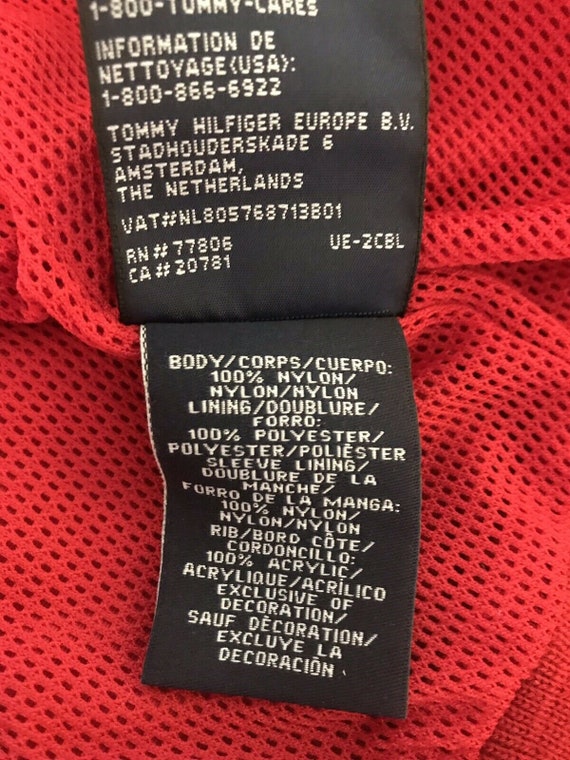 1-800-TOMMY-CARES
INFORMATION DE
NETTOYAGE(USA):
1-800-866-6922
TOMMY HILFIGER EUROPE B.V.
STADHOUDERSKADE 6
AMSTERDAM,
THE NETHERLANDS
VAT#NL805768713B01
RN# 77806 UE-2CBL
CA# 20781
BODY/CORPS/CUERPO:
100% NYLON/
NYLON/NYLON
LINING/DOUBLURE/
FORRO:
100% POLYESTER/
POLYESTER/POLIÈSTER
SLEEVE LINING/
DOUBLURE DE LA
MANCHE/
FORRO DE LA MANGA:
100% NYLON/
NYLON/NYLON
RIB/BORD CÔTE/
CORDONCILLO:
100% ACRYLIC/
ACRYLIQUE/ACRÍLICO
EXCLUSIVE OF
DECORATION/
SAUF DÉCORATION/
EXCLUYE LA
DECORACIÓN